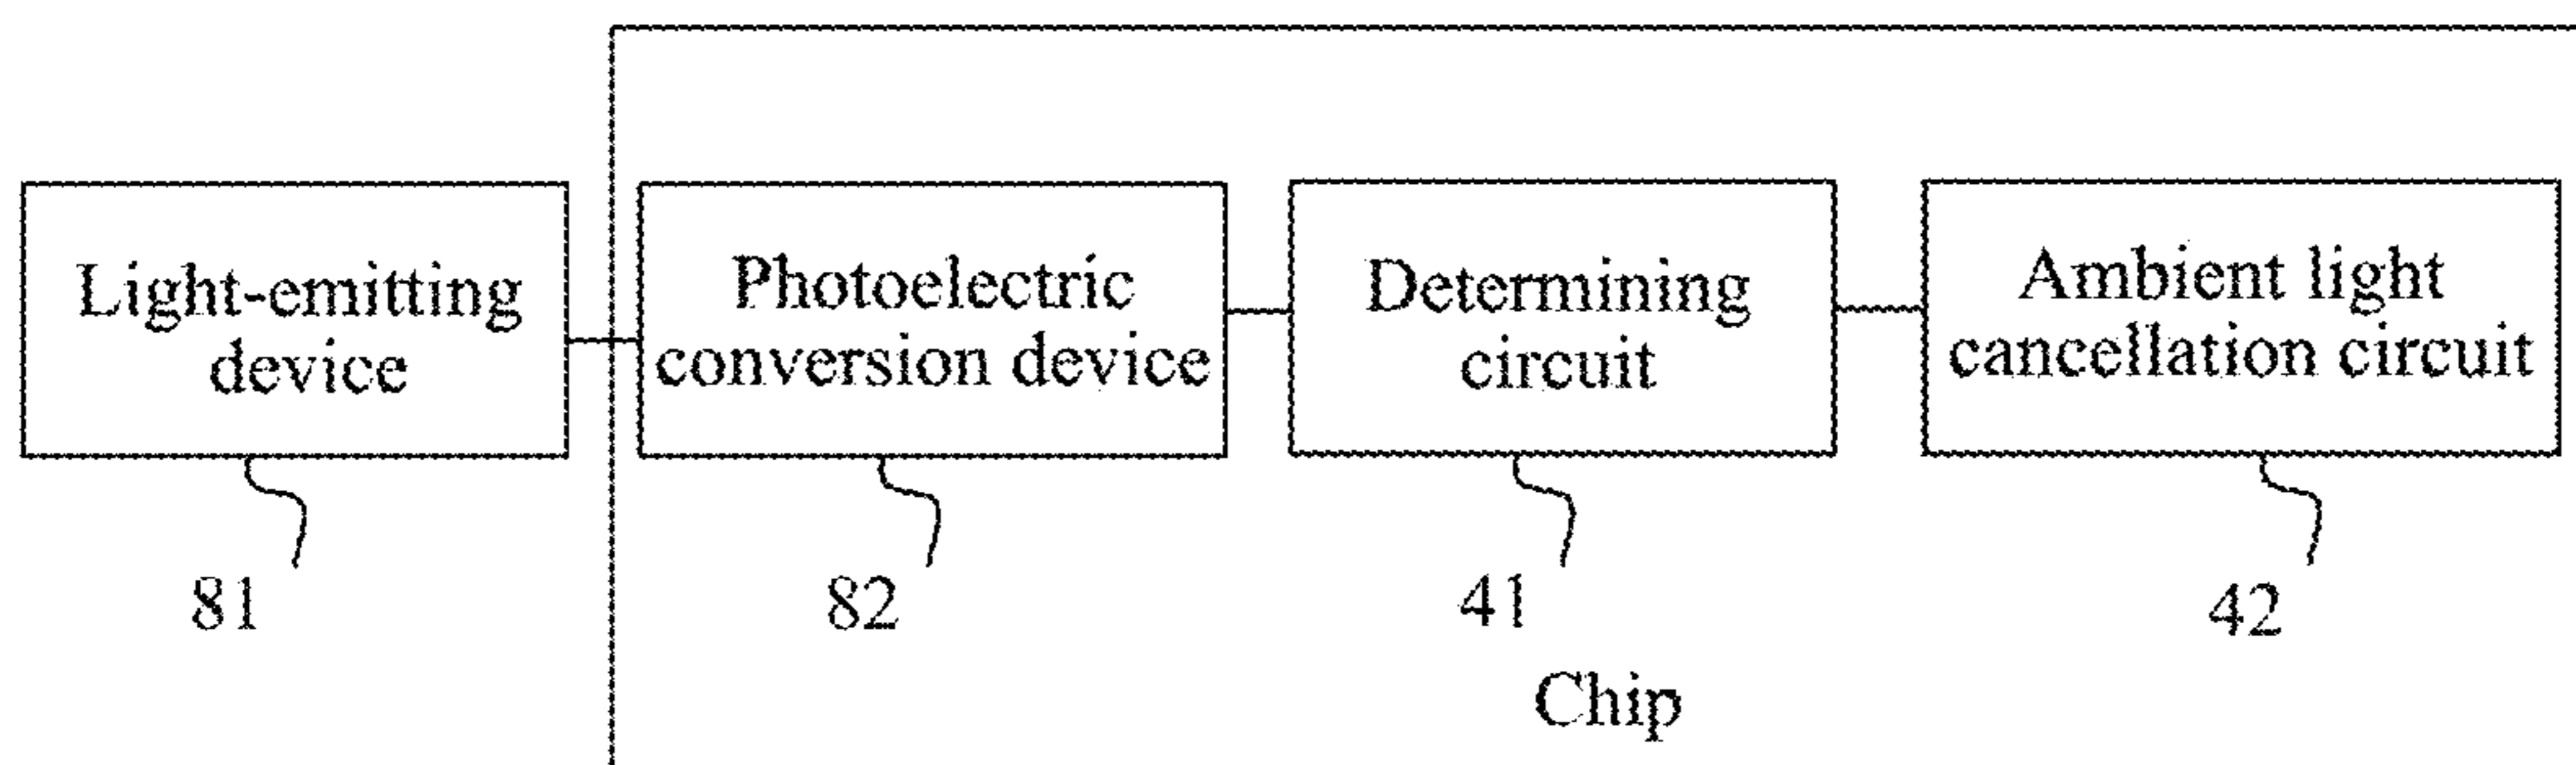 Light-emitting
device
Photoelectric
conversion device
Determining
circuit
Ambient light
cancellation circuit
81
82
41
42
Chip